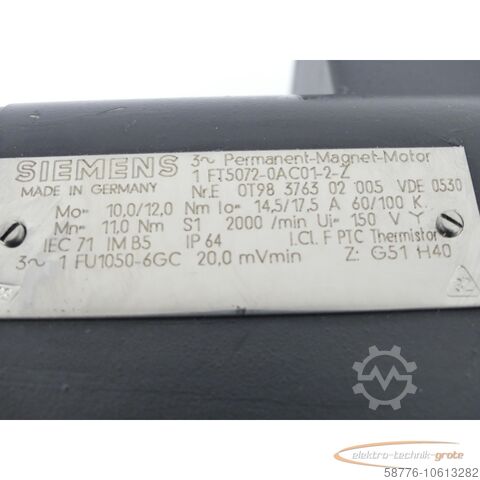 SIEMENS 3~ Permanent-Magnet-Motor
1 FT5072-0AC01-2-Z
MADE IN GERMANY Nr.E 0T98 3763 02 005 VDE 0530
Mo= 10,0/12,0 Nm Io= 14,5/17,5 A 60/100 K
Mn= 11,0 Nm S1 2000 /min Ui= 150 V Y
IEC 71 IM B5 IP 64 I.Cl. F PTC Thermistor
3~ 1 FU1050-6GC 20,0 mVmin Z: G51 H40
32
elektro-technik-grote
58776-10613282